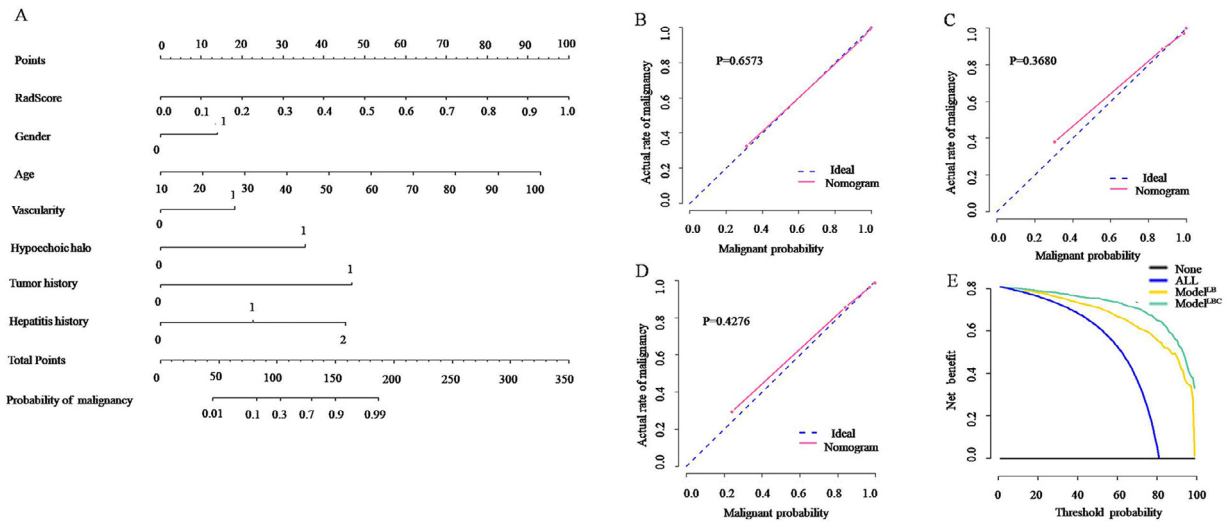 A
0 10 20 30 40 50 60 70 80 90 100
Points
RadScore
0.0 0.1 0.2 0.3 0.4 0.5 0.6 0.7 0.8 0.9 1.0
1
Gender
0
Age
10 20 30 40 50 60 70 80 90 100
1
Vascularity
0
1
Hypocchoic halo
0
1
Tumor history
0
1
Hepatitis history
0 2
Total Points
0 50 100 150 200 250 300 350
Probability of malignancy
0.01 0.1 0.3 0.7 0.9 0.99
B
P=0.6573
Actual rate of malignancy
0.0 0.2 0.4 0.6 0.8 1.0
Ideal
Nomogram
0.0 0.2 0.4 0.6 0.8 1.0
Malignant probability
C
P=0.3680
Actual rate of malignancy
0.0 0.2 0.4 0.6 0.8 1.0
Ideal
Nomogram
0.0 0.2 0.4 0.6 0.8 1.0
Malignant probability
D
P=0.4276
Actual rate of malignancy
0.0 0.2 0.4 0.6 0.8 1.0
Ideal
Nomogram
0.0 0.2 0.4 0.6 0.8 1.0
Malignant probability
E
None
ALL
Model^LB
Model^LBC
Net benefit
0.0 0.2 0.4 0.6 0.8
0 20 40 60 80 100
Threshold probability